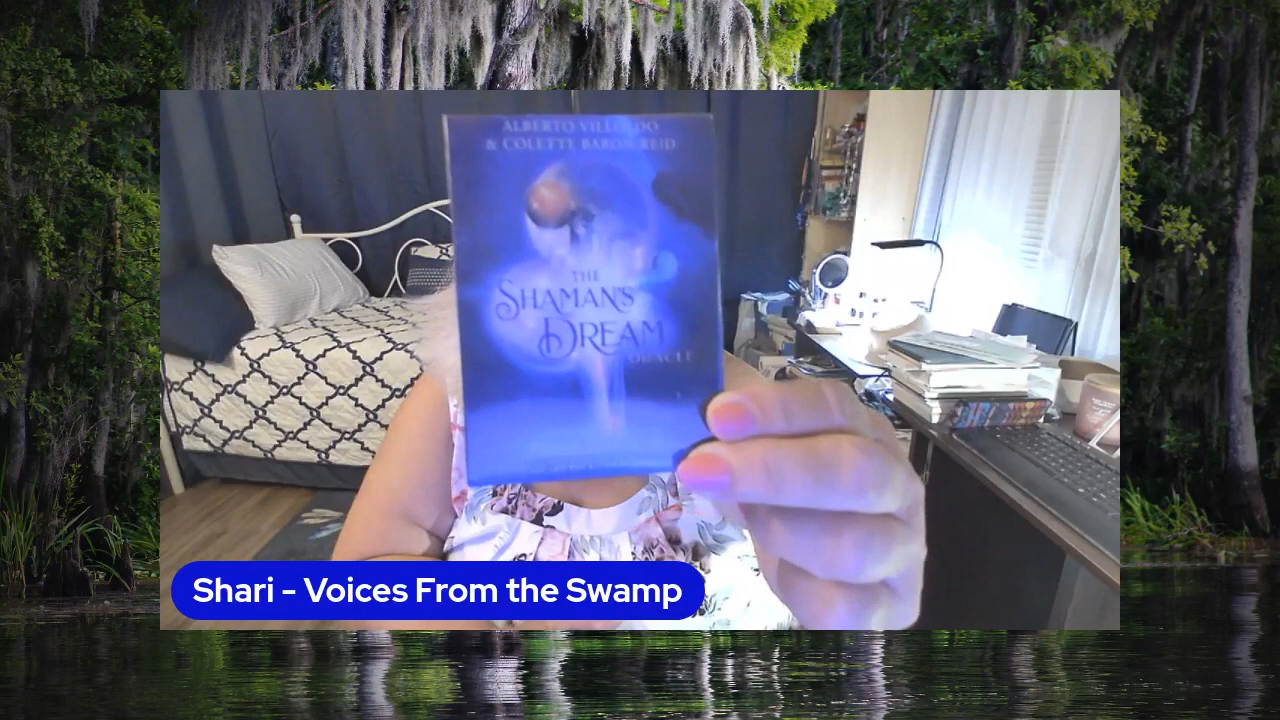 ALBERTO VILLOLDO
& COLETTE BARON-REID
THE
SHAMAN'S
DREAM
ORACLE
Shari - Voices From the Swamp